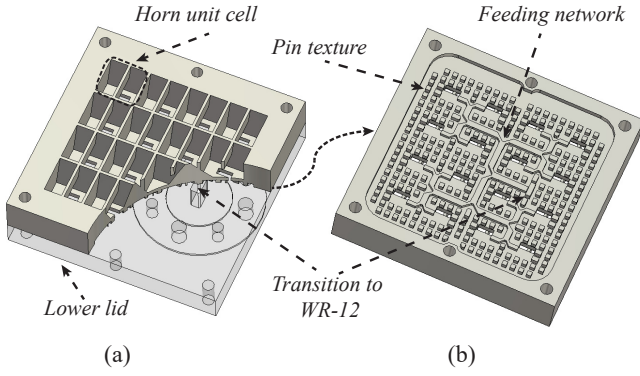 Horn unit cell
Feeding network
Pin texture
Lower lid
Transition to
WR-12
(a)
(b)